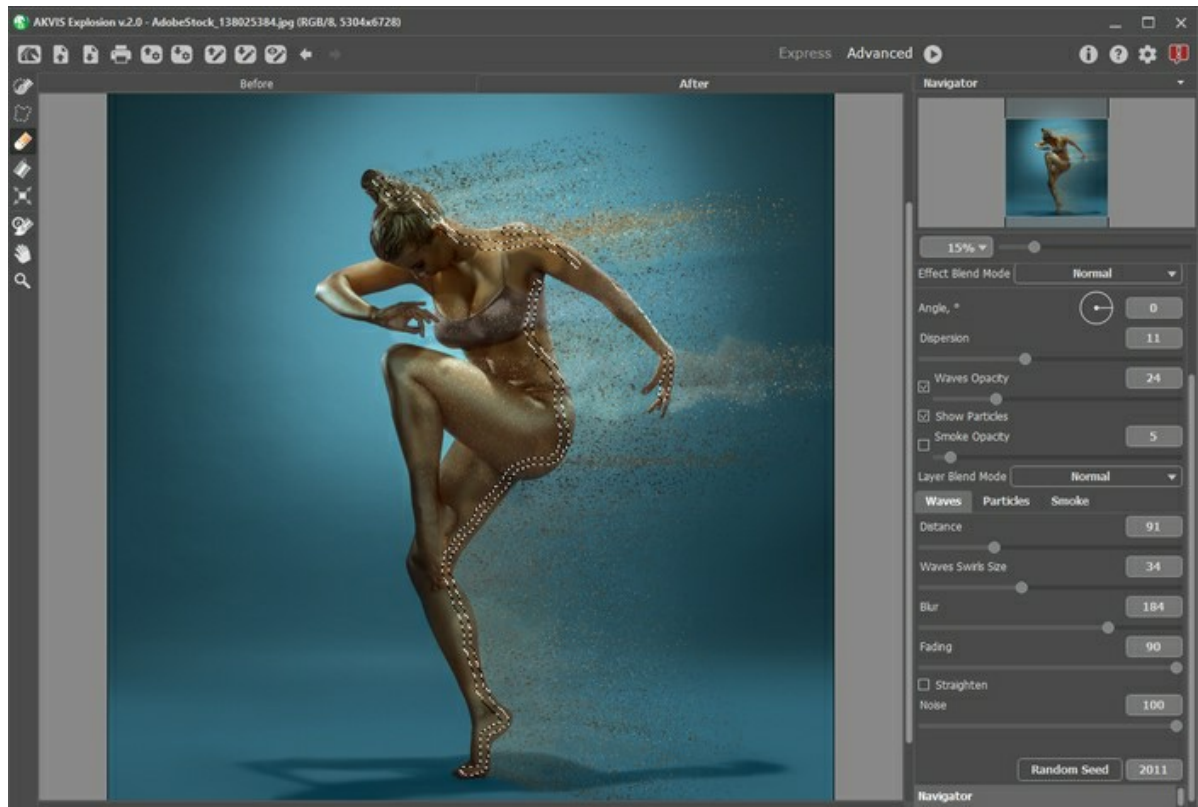 AKVIS Explosion v.2.0 - AdobeStock_138025384.jpg (RGB/8, 5304x6728)
Express Advanced
Before After
Navigator
15%
Effect Blend Mode Normal
Angle, ° 0
Dispersion 11
Waves Opacity 24
Show Particles
Smoke Opacity 5
Layer Blend Mode Normal
Waves Particles Smoke
Distance 91
Waves Swirls Size 34
Blur 184
Fading 90
Straighten
Noise 100
Random Seed 2011
Navigator